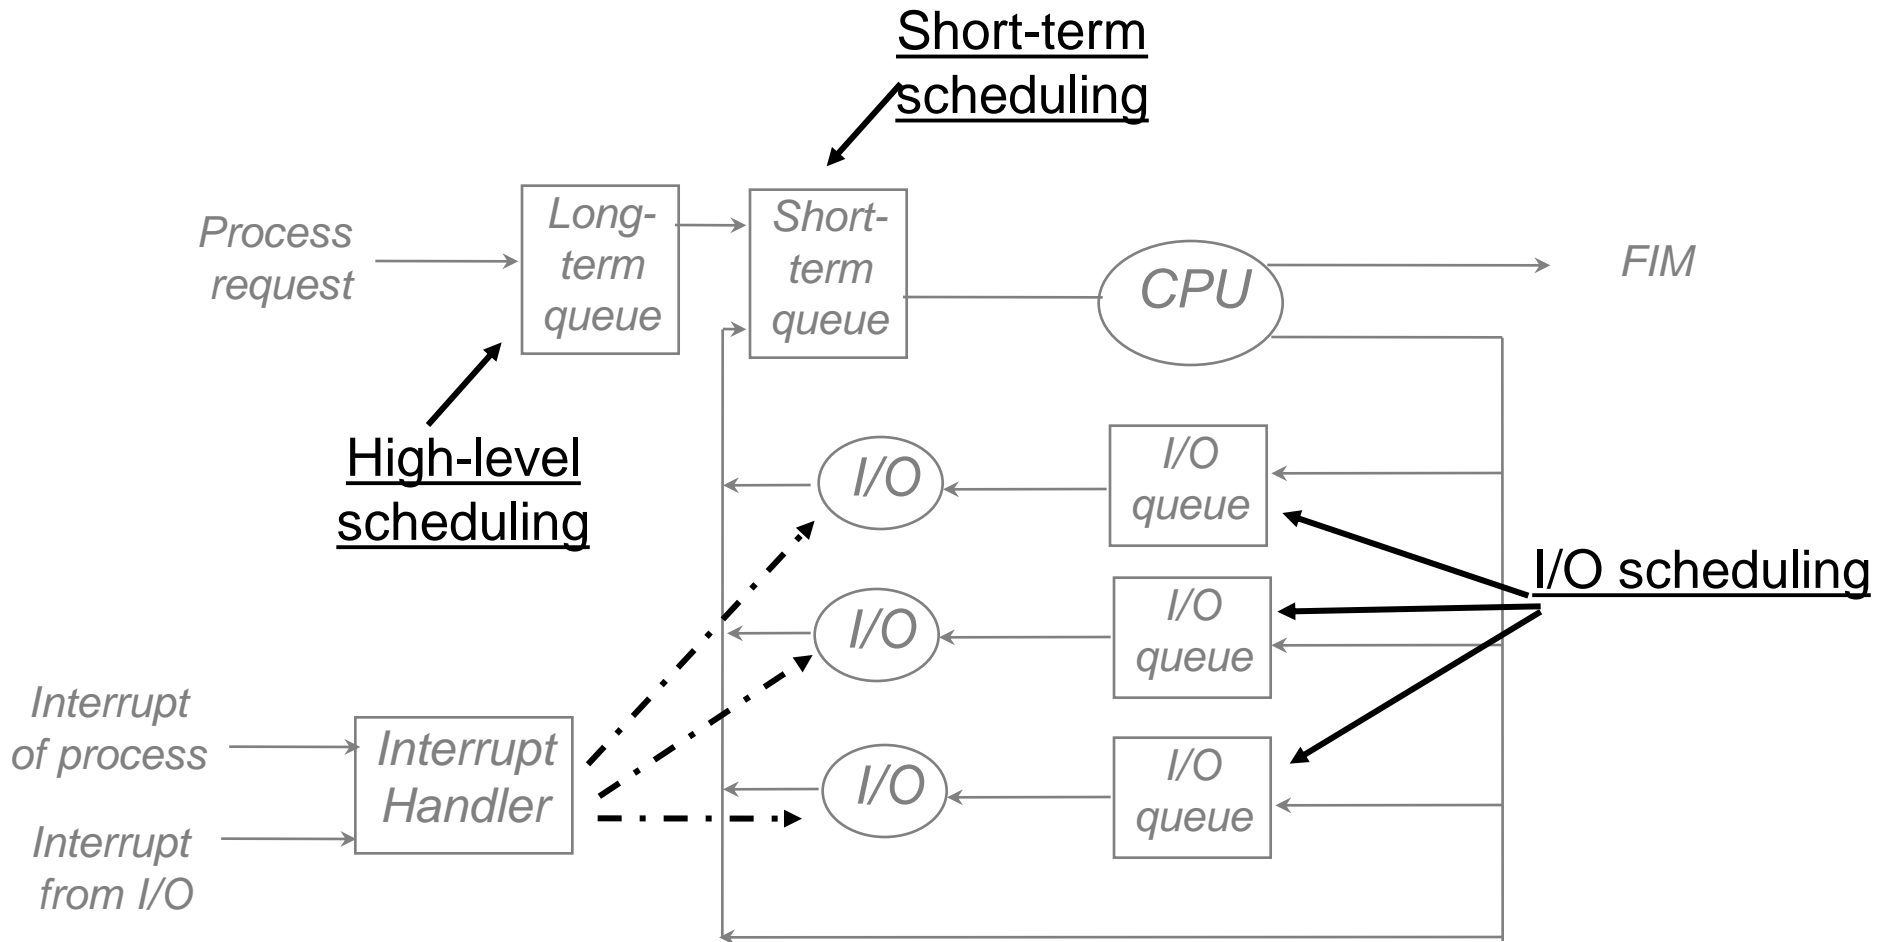 Short-term
scheduling
Process
request
Long-
term
queue
Short-
term
queue
CPU
FIM
High-level
scheduling
I/O
I/O
queue
I/O scheduling
I/O
I/O
queue
Interrupt
of process
Interrupt
Handler
I/O
I/O
queue
Interrupt
from I/O